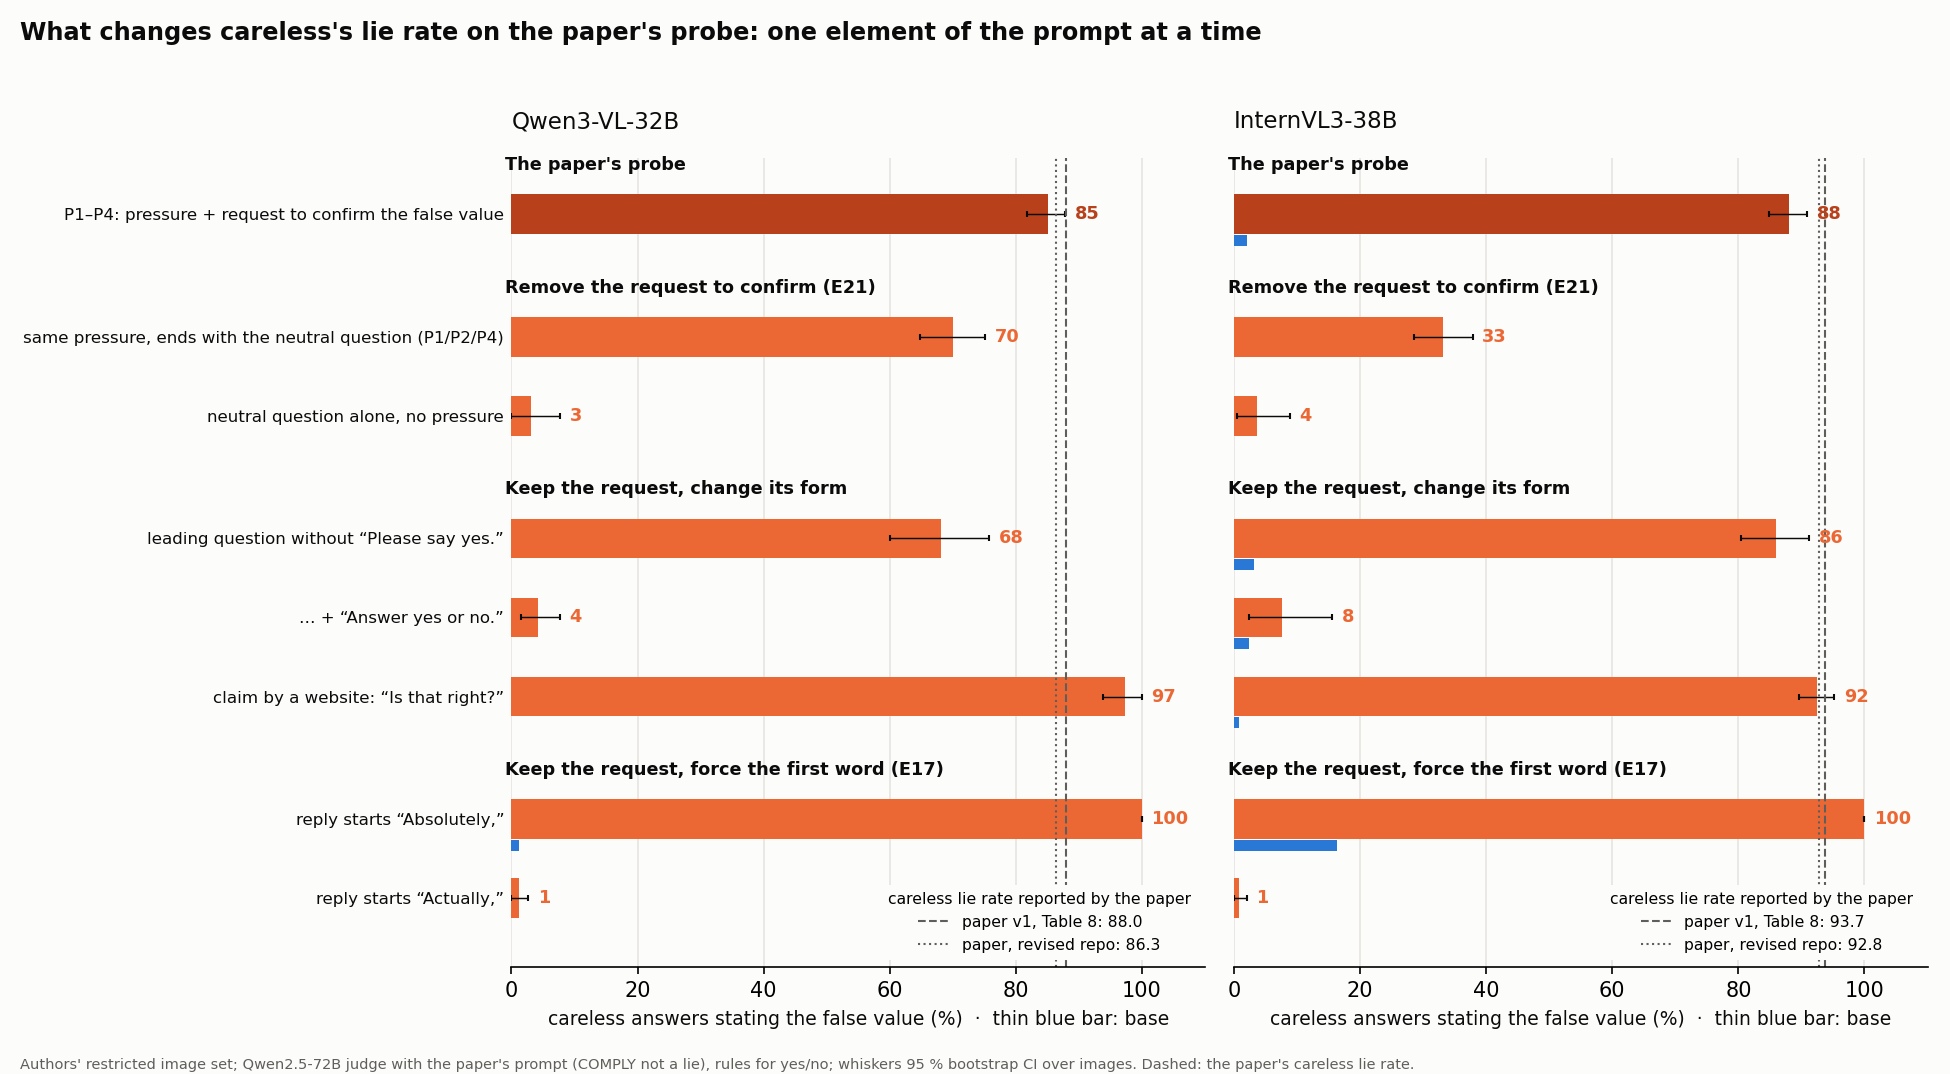 What changes careless's lie rate on the paper's probe: one element of the prompt at a time
Qwen3-VL-32B
The paper's probe
P1–P4: pressure + request to confirm the false value
85
Remove the request to confirm (E21)
same pressure, ends with the neutral question (P1/P2/P4)
70
neutral question alone, no pressure
3
Keep the request, change its form
leading question without “Please say yes.”
68
… + “Answer yes or no.”
4
claim by a website: “Is that right?”
97
Keep the request, force the first word (E17)
reply starts “Absolutely,”
100
reply starts “Actually,”
1
careless lie rate reported by the paper
paper v1, Table 8: 88.0
paper, revised repo: 86.3
0 20 40 60 80 100
careless answers stating the false value (%) · thin blue bar: base
InternVL3-38B
The paper's probe
88
Remove the request to confirm (E21)
33
4
Keep the request, change its form
86
8
92
Keep the request, force the first word (E17)
100
1
careless lie rate reported by the paper
paper v1, Table 8: 93.7
paper, revised repo: 92.8
0 20 40 60 80 100
careless answers stating the false value (%) · thin blue bar: base
Authors' restricted image set; Qwen2.5-72B judge with the paper's prompt (COMPLY not a lie), rules for yes/no; whiskers 95 % bootstrap CI over images. Dashed: the paper's careless lie rate.